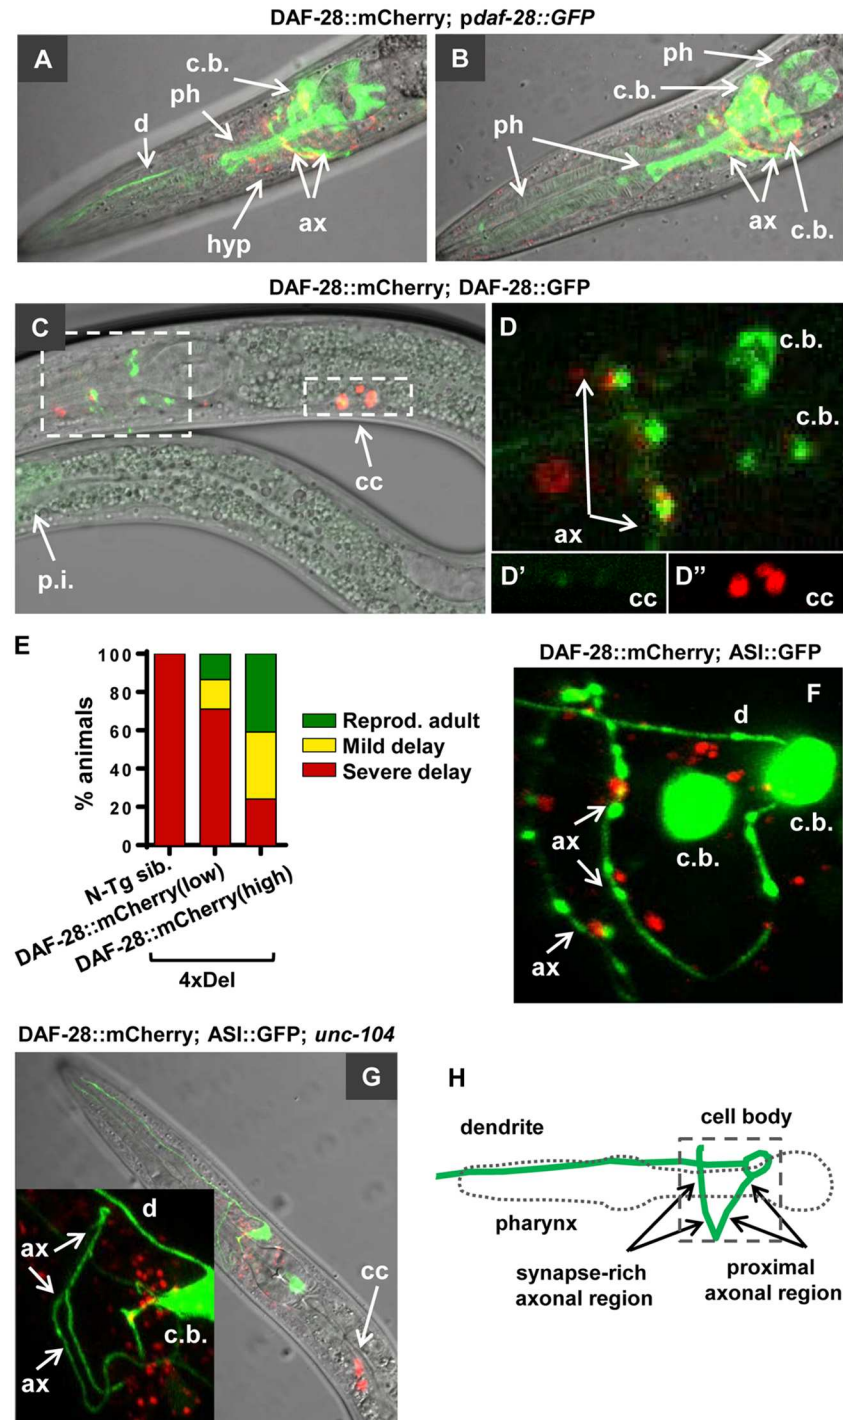 DAF-28::mCherry; pdaf-28::GFP
A
c.b.
ph
d
hyp
ax
B
ph
c.b.
ph
ax
c.b.
DAF-28::mCherry; DAF-28::GFP
C
cc
p.i.
D
c.b.
c.b.
ax
D'
cc
D"
cc
E
% animals
100
80
60
40
20
0
N-Tg sib.
DAF-28::mCherry(low)
DAF-28::mCherry(high)
4xDel
Reprod. adult
Mild delay
Severe delay
DAF-28::mCherry; ASI::GFP
F
d
c.b.
c.b.
ax
ax
DAF-28::mCherry; ASI::GFP; unc-104
G
d
ax
ax
c.b.
cc
H
dendrite
cell body
pharynx
synapse-rich
axonal region
proximal
axonal region